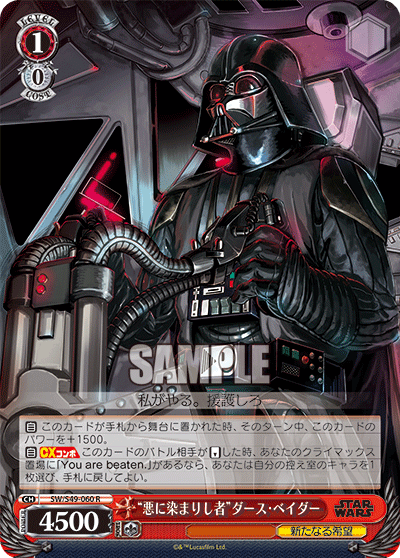 LEVEL
1
0
COST
SAMPLE
私がやる。援護しろ
このカードが手札から舞台に置かれた時、そのターン中、このカードの
パワーを＋1500。
CXコンボ このカードのバトル相手が した時、あなたのクライマックス
置場に「You are beaten.」があるなら、あなたは自分の控え室のキャラを1
枚選び、手札に戻してよい。
SW/S49-060 R
POWER
4500
“悪に染まりし者”ダース・ベイダー
STAR WARS
新たなる希望
©&™Lucasfilm Ltd.